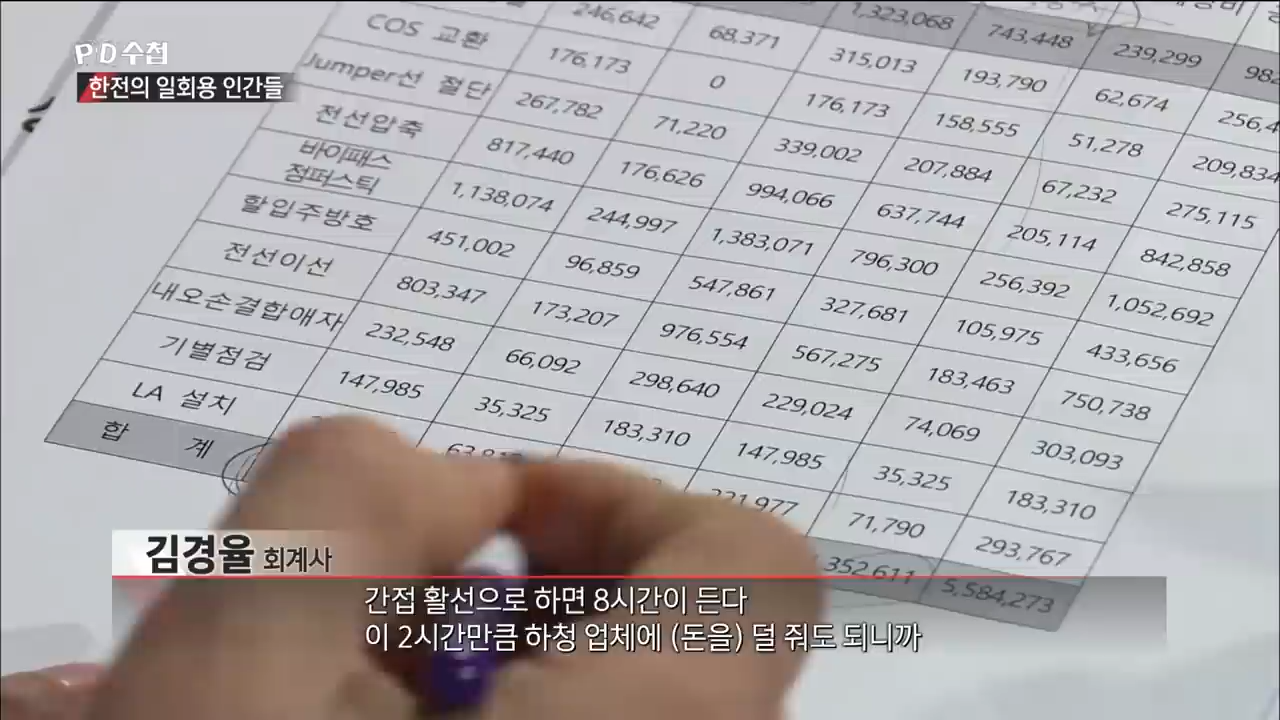 PD수첩
한전의 일회용 인간들
1,323,068 743,448 239,299
246,642 68,371 315,013 193,790 62,674
COS 교환 176,173 0 176,173 158,555 51,278 209,834
Jumper선 절단 267,782 71,220 339,002 207,884 67,232 275,115
전선압축 817,440 176,626 994,066 637,744 205,114 842,858
바이패스
점퍼스틱 1,138,074 244,997 1,383,071 796,300 256,392 1,052,692
할입주방호 451,002 96,859 547,861 327,681 105,975 433,656
전선이선 803,347 173,207 976,554 567,275 183,463 750,738
내오손결합애자 232,548 66,092 298,640 229,024 74,069 303,093
기별점검 147,985 35,325 183,310 147,985 35,325 183,310
LA 설치 221,977 71,790 293,767
합 계 352,611 5,584,273
김경율 회계사
간접 활선으로 하면 8시간이 든다
이 2시간만큼 하청 업체에 (돈을) 덜 줘도 되니까